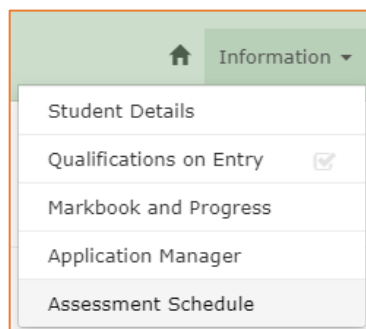 Information
Student Details
Qualifications on Entry
Markbook and Progress
Application Manager
Assessment Schedule